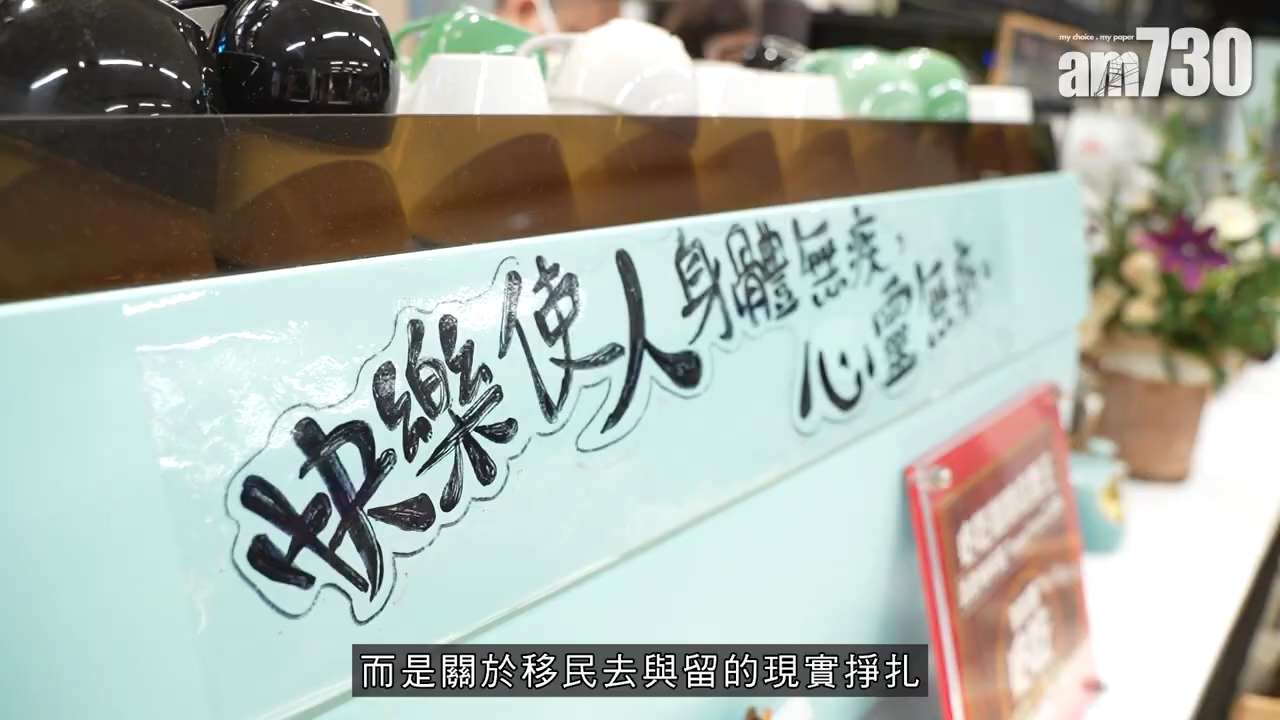 my choice . my paper
am730
快樂使人身體無疾，
心靈無疾。
而是關於移民去與留的現實掙扎